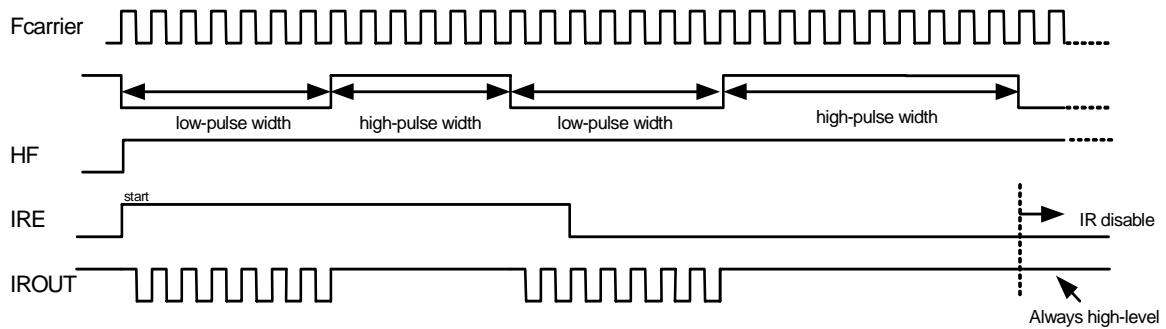 Fcarrier
low-pulse width
high-pulse width
low-pulse width
high-pulse width
HF
start
IRE
IR disable
IROUT
Always high-level